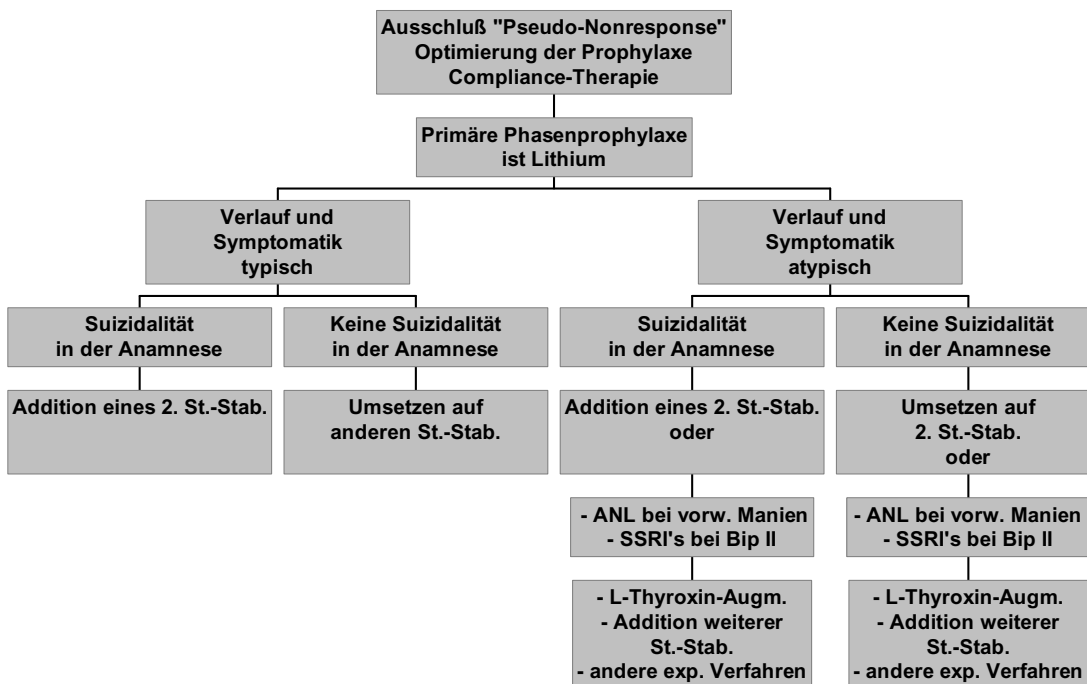 Ausschluß "Pseudo-Nonresponse"
Optimierung der Prophylaxe
Compliance-Therapie
Primäre Phasenprophylaxe
ist Lithium
Verlauf und
Symptomatik
typisch
Verlauf und
Symptomatik
atypisch
Suizidalität
in der Anamnese
Keine Suizidalität
in der Anamnese
Suizidalität
in der Anamnese
Keine Suizidalität
in der Anamnese
Addition eines 2. St.-Stab.
Umsetzen auf
anderen St.-Stab.
Addition eines 2. St.-Stab.
oder
Umsetzen auf
2. St.-Stab.
oder
- ANL bei vorw. Manien
- SSRI's bei Bip II
- ANL bei vorw. Manien
- SSRI's bei Bip II
- L-Thyroxin-Augm.
- Addition weiterer
St.-Stab.
- andere exp. Verfahren
- L-Thyroxin-Augm.
- Addition weiterer
St.-Stab.
- andere exp. Verfahren